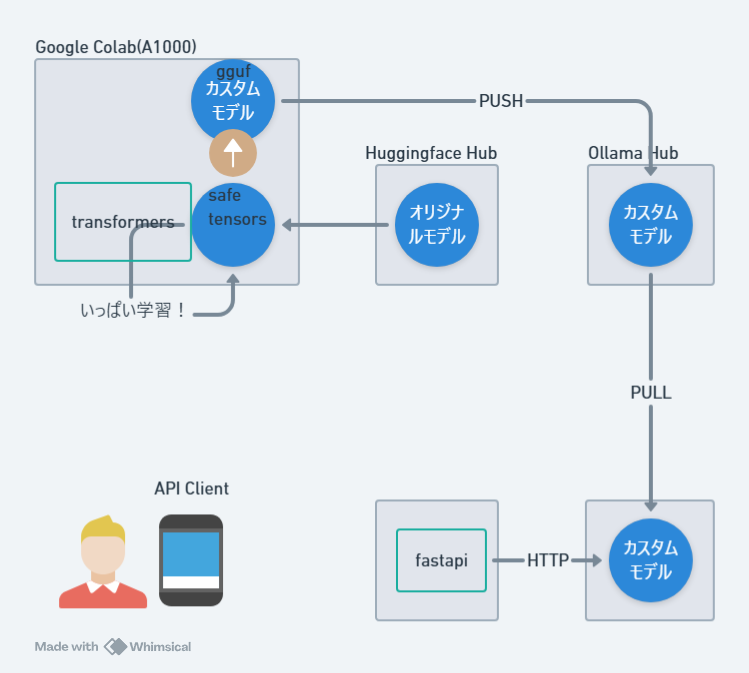 Google Colab(A1000)
gguf
カスタム
モデル
PUSH
Huggingface Hub
Ollama Hub
safe
tensors
transformers
オリジナ
ルモデル
カスタム
モデル
いっぱい学習！
PULL
API Client
fastapi
HTTP
カスタム
モデル
Made with Whimsical